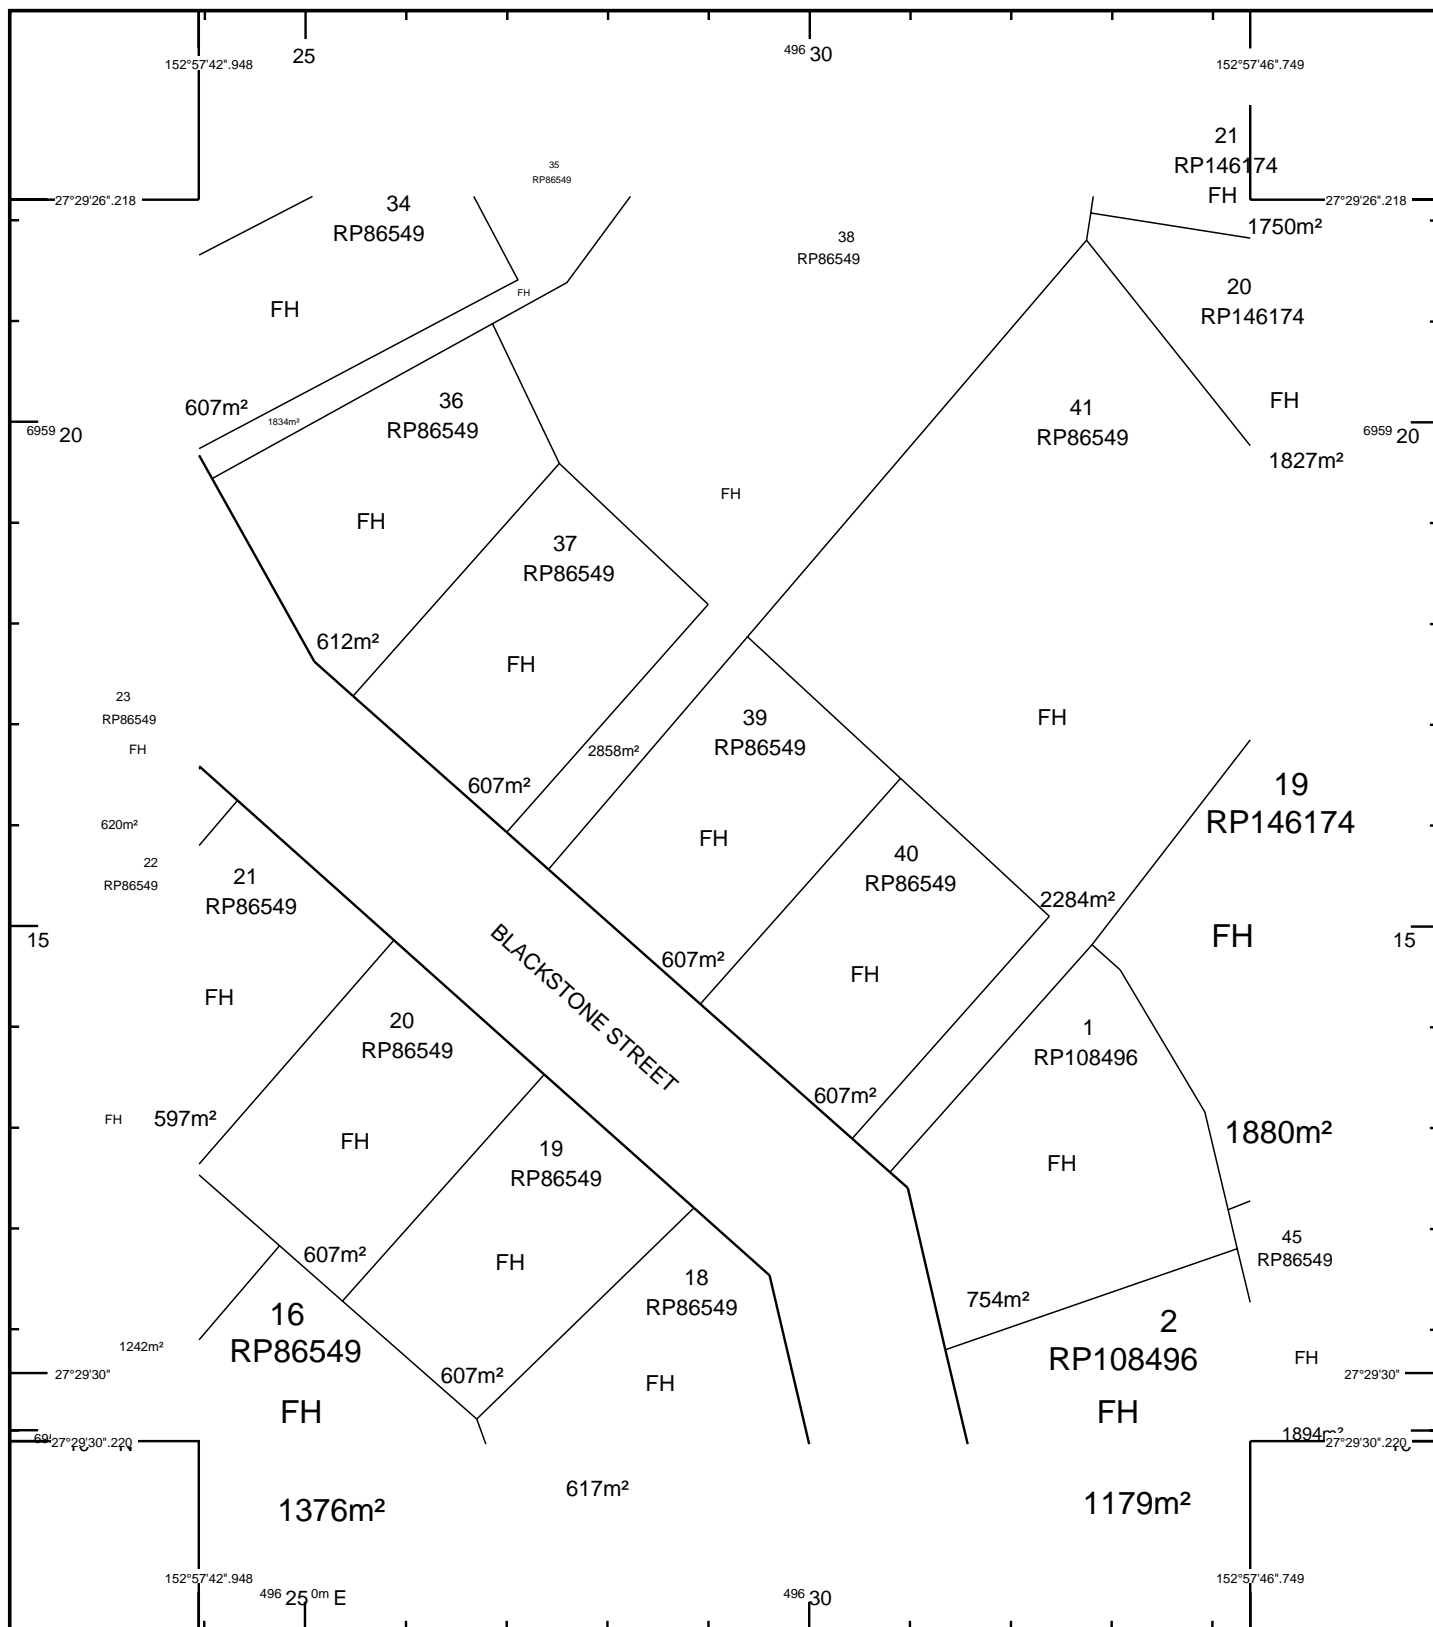 25
496 30
152°57'42".948
152°57'46".749
21
RP146174
FH
35
RP86549
34
RP86549
27°29'26".218
27°29'26".218
1750m²
38
RP86549
FH
FH
20
RP146174
FH
607m²
1834m²
36
RP86549
41
RP86549
6959 20
6959 20
1827m²
FH
FH
37
RP86549
612m²
FH
23
RP86549
FH
39
RP86549
FH
2858m²
607m²
19
RP146174
620m²
22
RP86549
FH
40
RP86549
21
RP86549
2284m²
15
FH
15
BLACKSTONE STREET
607m²
FH
FH
20
RP86549
1
RP108496
607m²
FH
597m²
FH
19
RP86549
FH
1880m²
607m²
FH
18
RP86549
45
RP86549
16
RP86549
754m²
2
RP108496
1242m²
607m²
FH
FH
27°29'30"
27°29'30"
FH
FH
1894m²
27°29'30".220
27°29'30".220
N
617m²
1376m²
1179m²
152°57'42".948
152°57'46".749
496 25 0m E
496 30